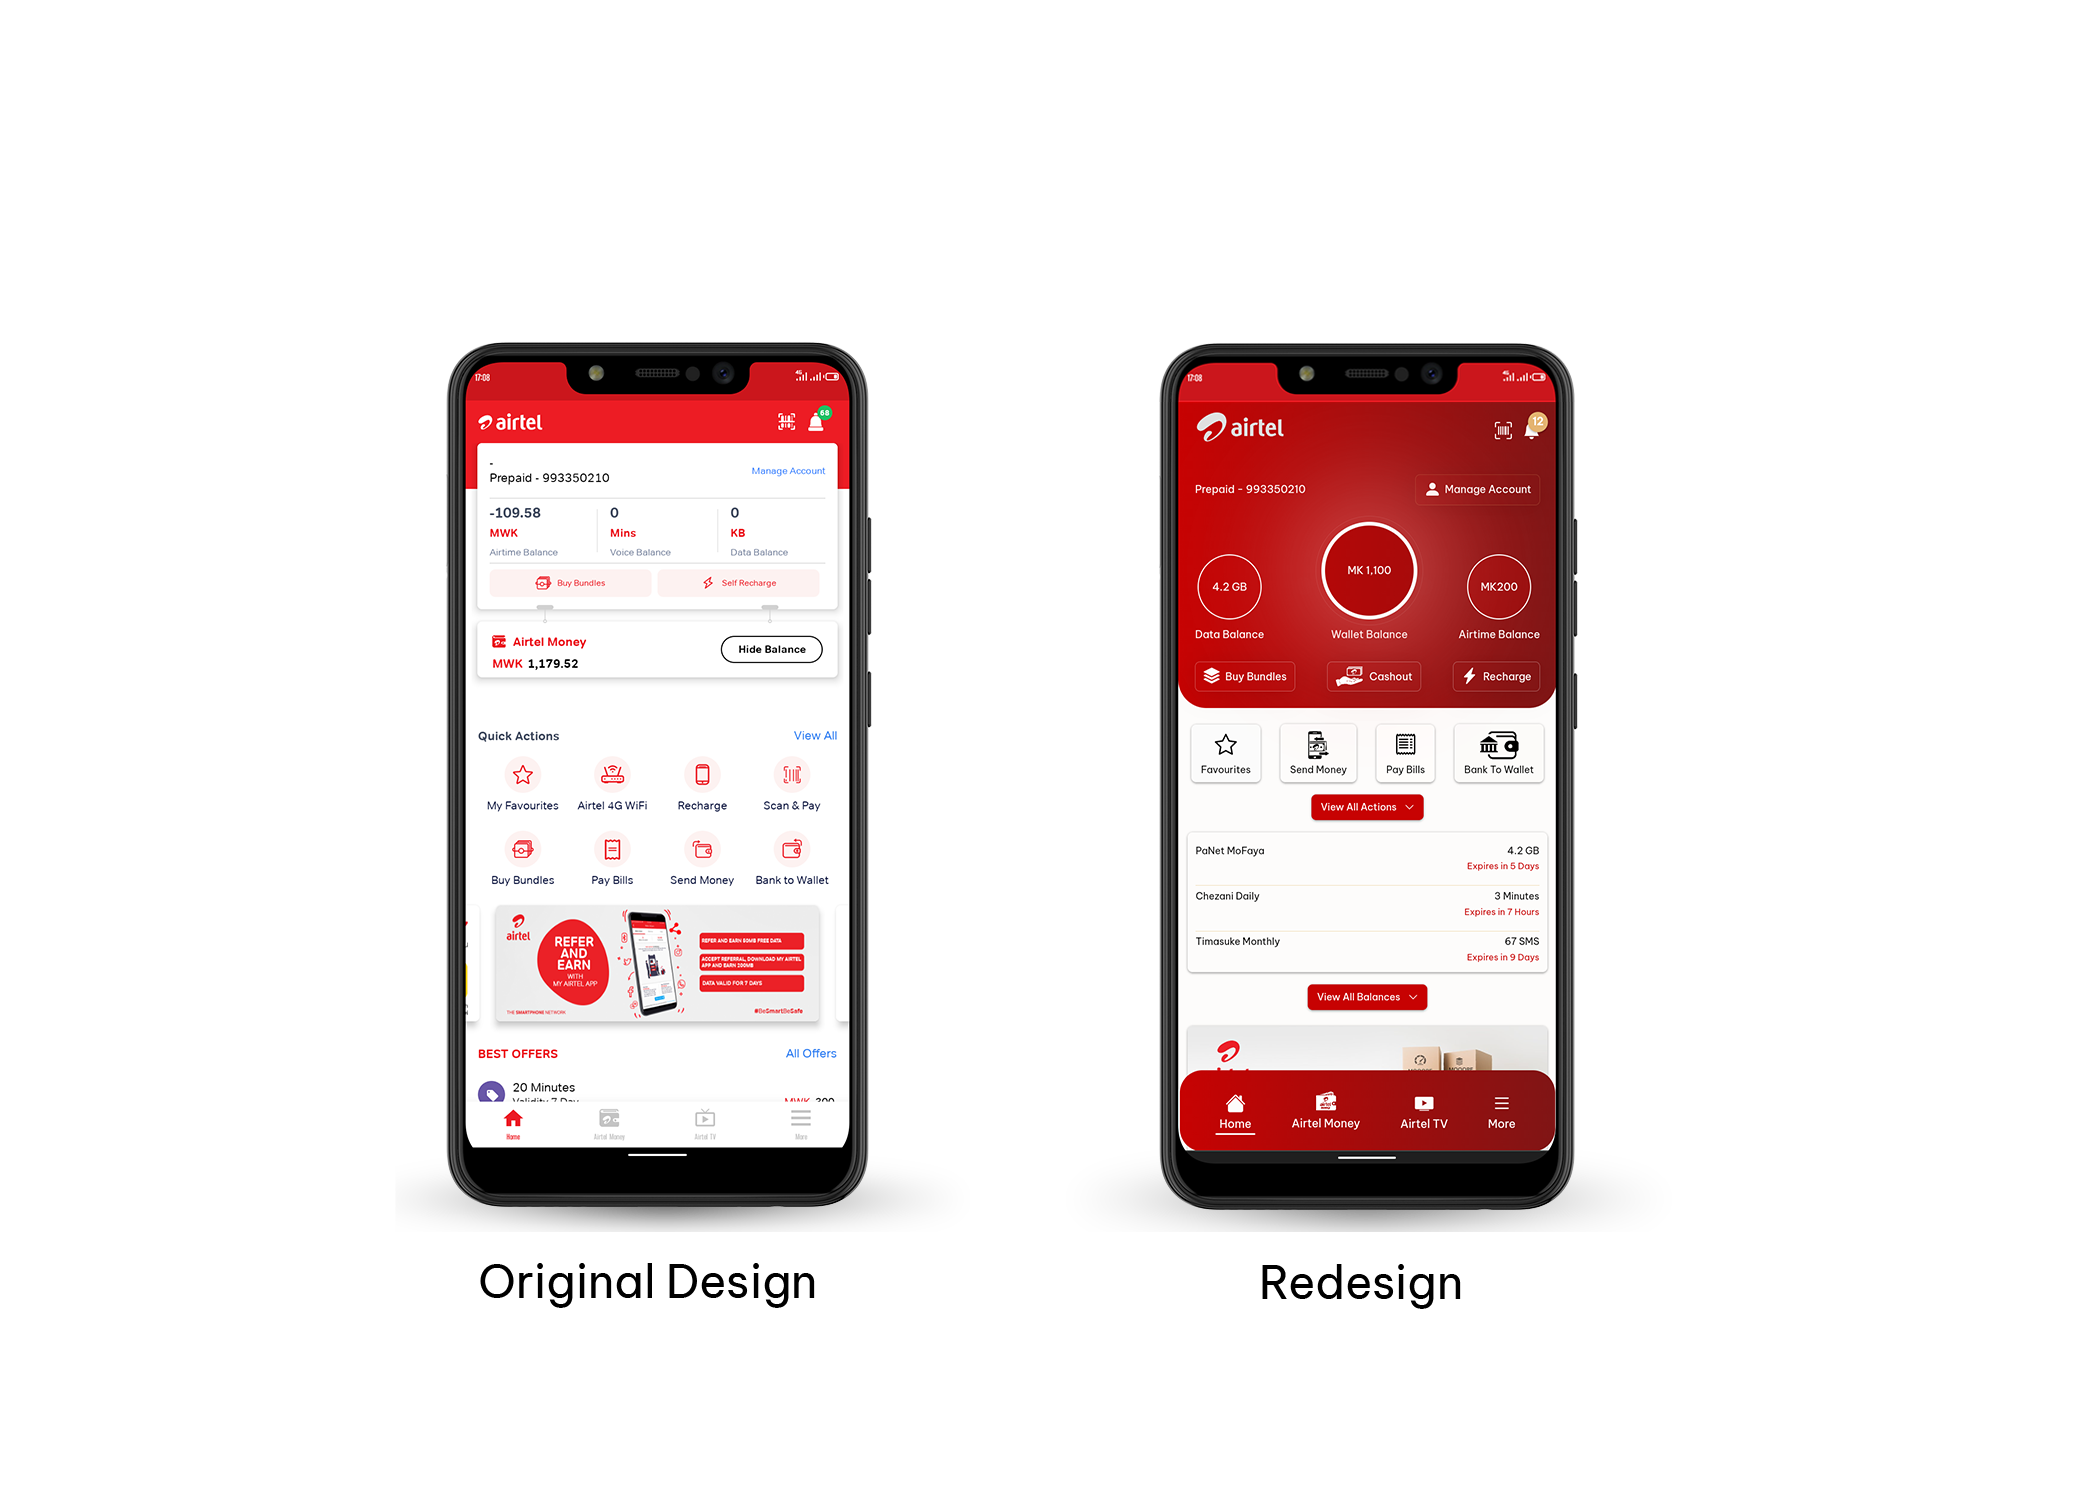 17:08
4G
airtel
68
-
Prepaid - 993350210
Manage Account
-109.58
0
0
MWK
Mins
KB
Airtime Balance
Voice Balance
Data Balance
Buy Bundles
Self Recharge
Airtel Money
MWK 1,179.52
Hide Balance
Quick Actions
View All
My Favourites
Airtel 4G WiFi
Recharge
Scan & Pay
Buy Bundles
Pay Bills
Send Money
Bank to Wallet
airtel
REFER
AND
EARN
WITH
MY AIRTEL APP
REFER AND EARN 50MB FREE DATA
ACCEPT REFERRAL, DOWNLOAD MY AIRTEL
APP AND EARN 200MB
DATA VALID FOR 7 DAYS
THE SMARTPHONE NETWORK
#BeSmartBeSafe
BEST OFFERS
All Offers
20 Minutes
Validity 7 Day
MWK 300
Home
Airtel Money
Airtel TV
More
Original Design
17:08
4G
airtel
12
Prepaid - 993350210
Manage Account
4.2 GB
MK 1,100
MK200
Data Balance
Wallet Balance
Airtime Balance
Buy Bundles
Cashout
Recharge
Favourites
Send Money
Pay Bills
Bank To Wallet
View All Actions
PaNet MoFaya
4.2 GB
Expires in 5 Days
Chezani Daily
3 Minutes
Expires in 7 Hours
Timasuke Monthly
67 SMS
Expires in 9 Days
View All Balances
Home
Airtel Money
Airtel TV
More
Redesign